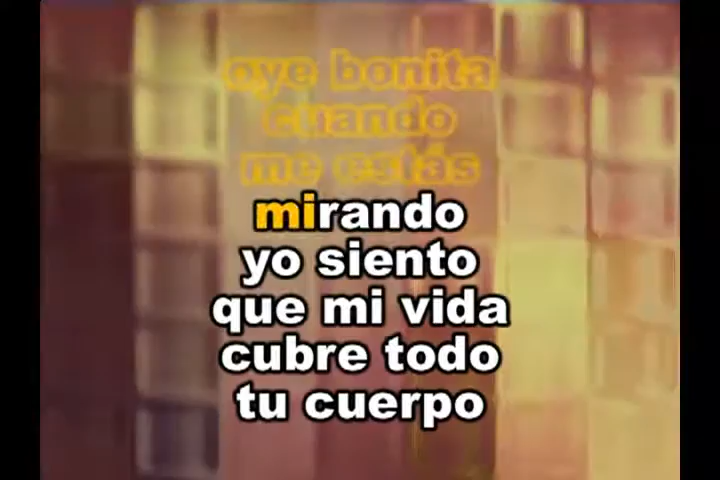 oye bonita
cuando
me estás
mirando
yo siento
que mi vida
cubre todo
tu cuerpo